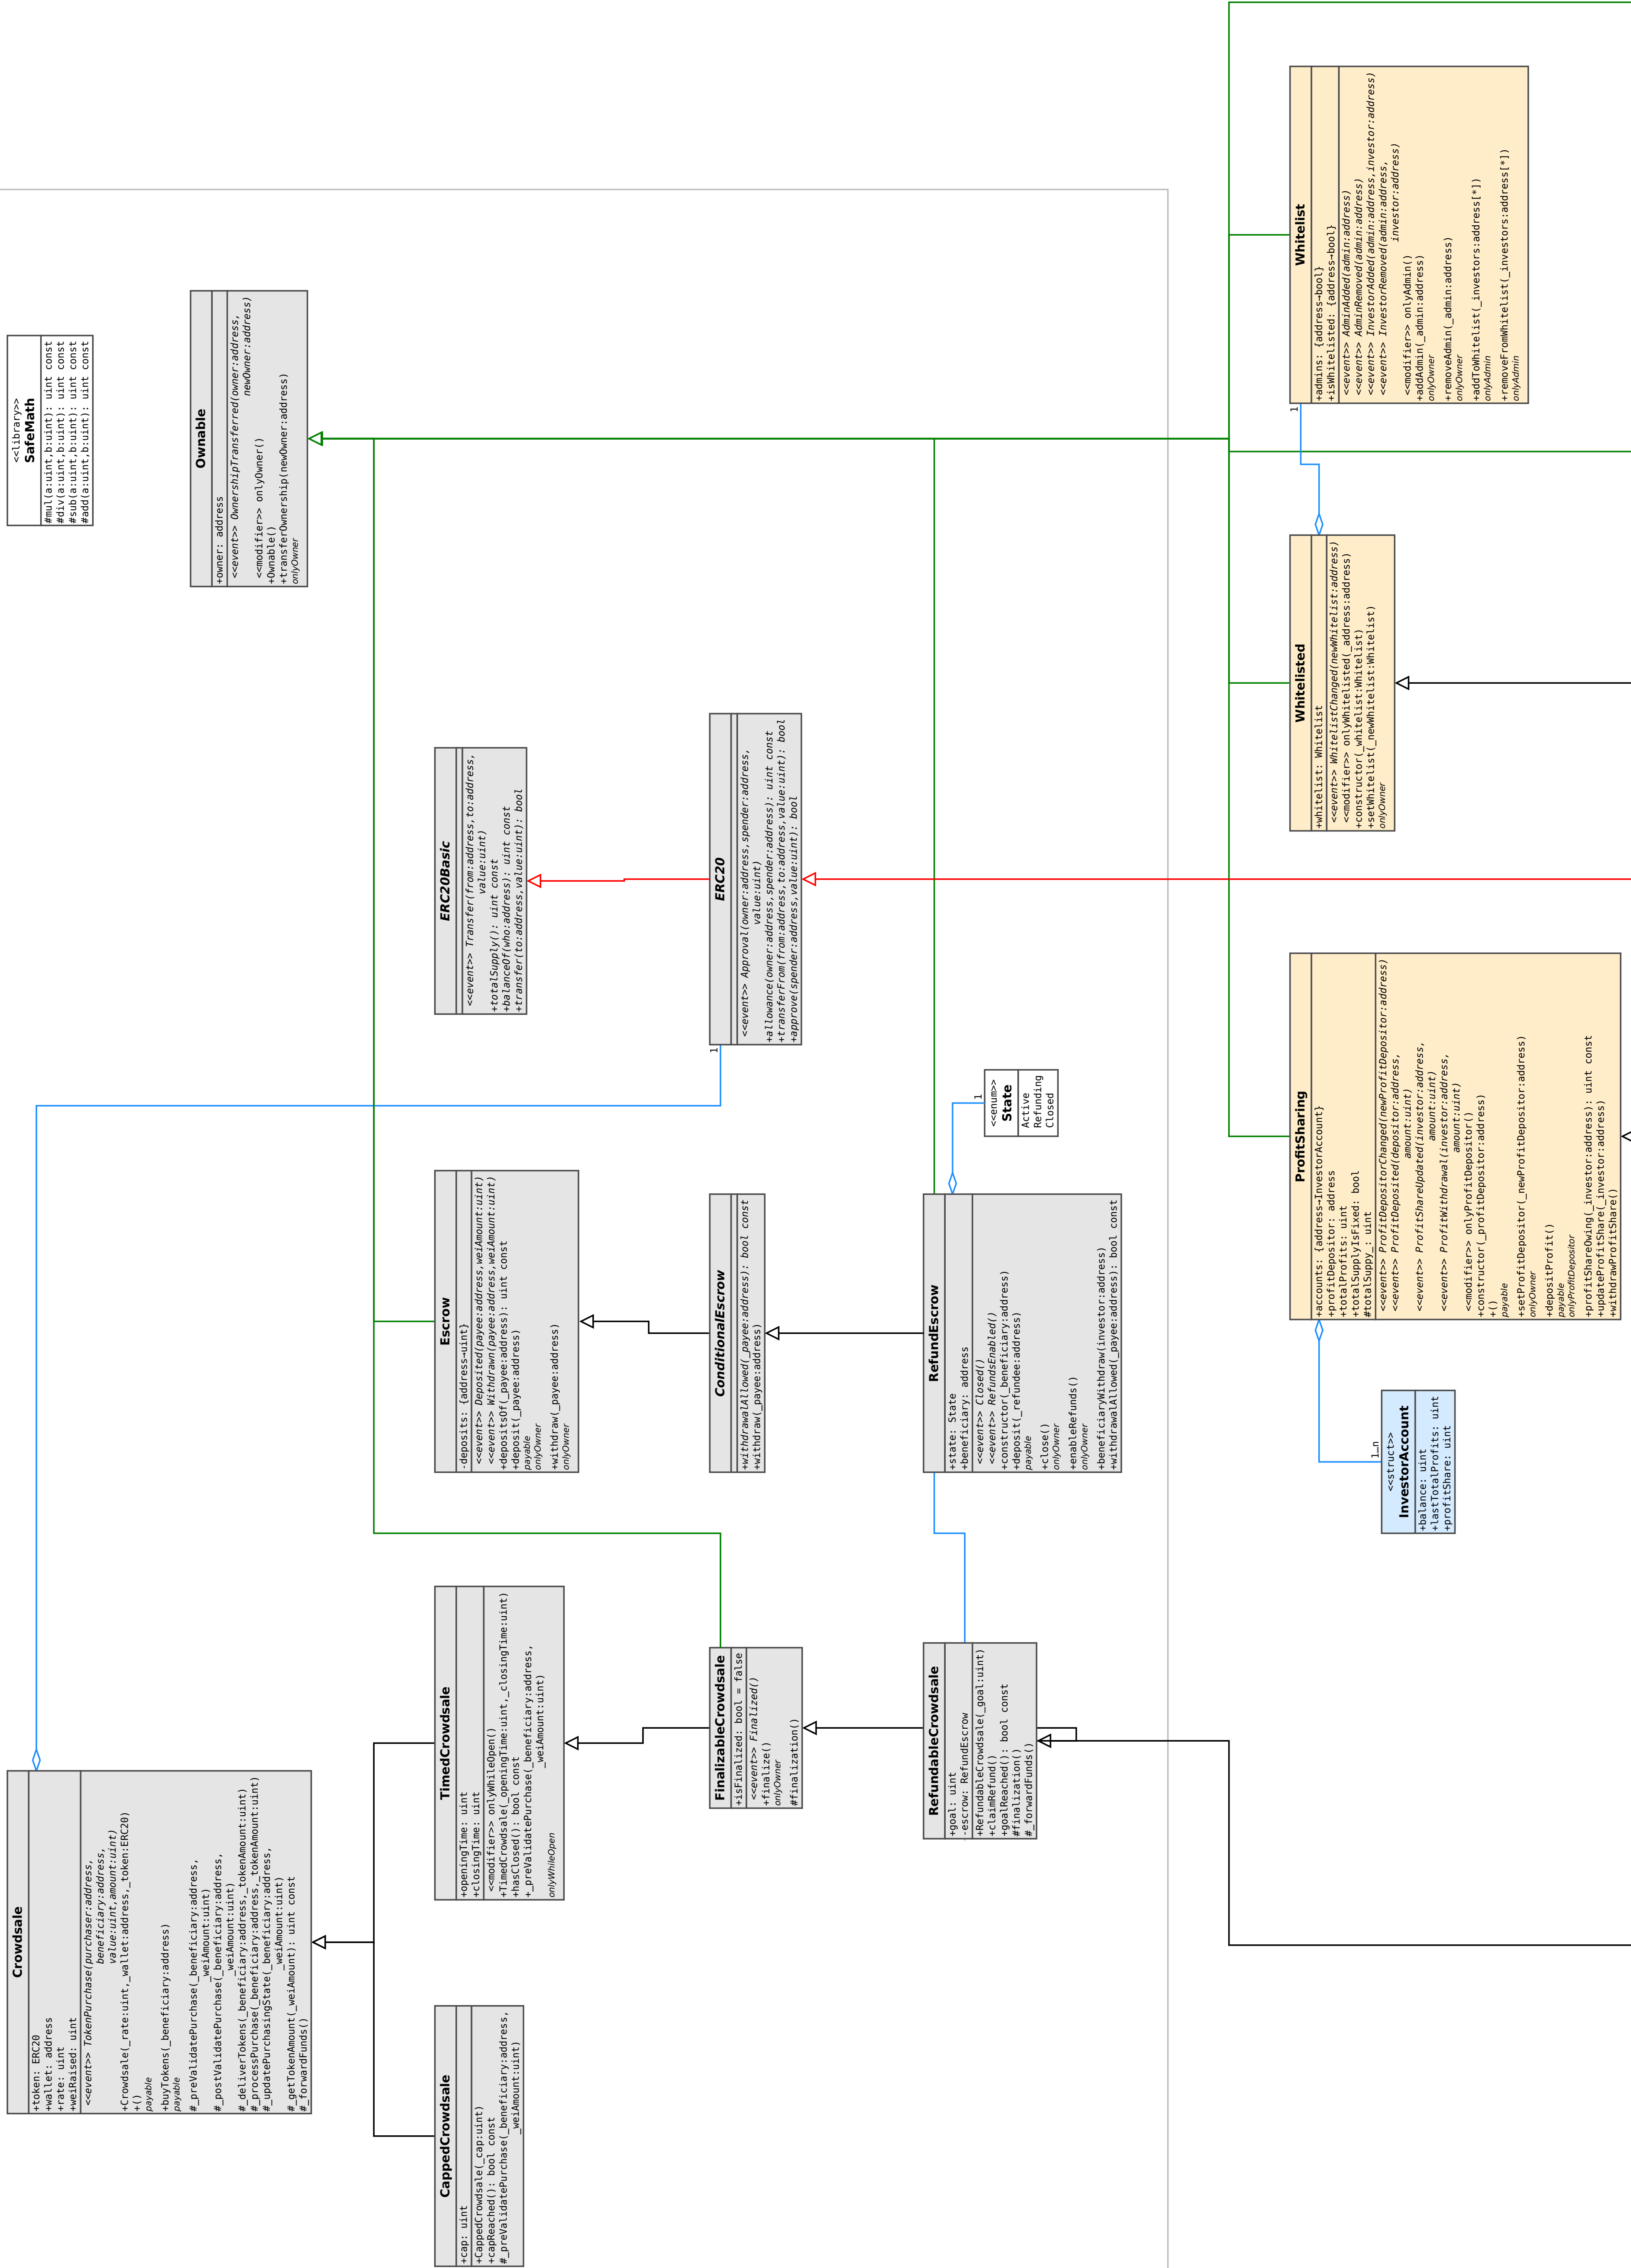 Crowdsale
+token: ERC20
+wallet: address
+rate: uint
+weiRaised: uint
<<event>> TokenPurchase(purchaser:address,
beneficiary:address,
value:uint,amount:uint)
+Crowdsale(_rate:uint,_wallet:address,_token:ERC20)
+()
payable
+buyTokens(_beneficiary:address)
payable
#_preValidatePurchase(_beneficiary:address,
_weiAmount:uint)
#_postValidatePurchase(_beneficiary:address,
_weiAmount:uint)
#_deliverTokens(_beneficiary:address,_tokenAmount:uint)
#_processPurchase(_beneficiary:address,_tokenAmount:uint)
#_updatePurchasingState(_beneficiary:address,
_weiAmount:uint)
#_getTokenAmount(_weiAmount): uint const
#_forwardFunds()
<<library>>
SafeMath
#mul(a:uint,b:uint): uint const
#div(a:uint,b:uint): uint const
#sub(a:uint,b:uint): uint const
#add(a:uint,b:uint): uint const
Ownable
+owner: address
<<event>> OwnershipTransferred(owner:address,
newOwner:address)
<<modifier>> onlyOwner()
+Ownable()
+transferOwnership(newOwner:address)
onlyOwner
CappedCrowdsale
+cap: uint
+CappedCrowdsale(_cap:uint)
+capReached(): bool const
#_preValidatePurchase(_beneficiary:address,
_weiAmount:uint)
TimedCrowdsale
+openingTime: uint
+closingTime: uint
<<modifier>> onlyWhileOpen()
+TimedCrowdsale(_openingTime:uint,_closingTime:uint)
+hasClosed(): bool const
+_preValidatePurchase(_beneficiary:address,
_weiAmount:uint)
onlyWhileOpen
Escrow
-deposits: {address→uint}
<<event>> Deposited(payee:address,weiAmount:uint)
<<event>> Withdrawn(payee:address,weiAmount:uint)
+depositsOf(_payee:address): uint const
+deposit(_payee:address)
payable
onlyOwner
+withdraw(_payee:address)
onlyOwner
ERC20Basic
<<event>> Transfer(from:address,to:address,
value:uint)
+totalSupply(): uint const
+balanceOf(who:address): uint const
+transfer(to:address,value:uint): bool
FinalizableCrowdsale
+isFinalized: bool = false
<<event>> Finalized()
+finalize()
onlyOwner
#finalization()
ConditionalEscrow
+withdrawalAllowed(_payee:address): bool const
+withdraw(_payee:address)
1
ERC20
<<event>> Approval(owner:address,spender:address,
value:uint)
+allowance(owner:address,spender:address): uint const
+transferFrom(from:address,to:address,value:uint): bool
+approve(spender:address,value:uint): bool
RefundableCrowdsale
+goal: uint
-escrow: RefundEscrow
+RefundableCrowdsale(_goal:uint)
+claimRefund()
+goalReached(): bool const
#finalization()
#_forwardFunds()
RefundEscrow
+state: State
+beneficiary: address
<<event>> Closed()
<<event>> RefundsEnabled()
+constructor(_beneficiary:address)
+deposit(_refundee:address)
payable
+close()
onlyOwner
+enableRefunds()
onlyOwner
+beneficiaryWithdraw(investor:address)
+withdrawalAllowed(_payee:address): bool const
1
<<enum>>
State
Active
Refunding
Closed
1..n
<<struct>>
InvestorAccount
+balance: uint
+lastTotalProfits: uint
+profitShare: uint
ProfitSharing
+accounts: {address→InvestorAccount}
+profitDepositor: address
+totalProfits: uint
+totalSupplyIsFixed: bool
#totalSuppy_: uint
<<event>> ProfitDepositorChanged(newProfitDepositor:address)
<<event>> ProfitDeposited(depositor:address,
amount:uint)
<<event>> ProfitShareUpdated(investor:address,
amount:uint)
<<event>> ProfitWithdrawal(investor:address,
amount:uint)
<<modifier>> onlyProfitDepositor()
+constructor(_profitDepositor:address)
+()
payable
+setProfitDepositor(_newProfitDepositor:address)
onlyOwner
+depositProfit()
payable
onlyProfitDepositor
+profitShareOwing(_investor:address): uint const
+updateProfitShare(_investor:address)
+withdrawProfitShare()
Whitelisted
+whitelist: Whitelist
<<event>> WhitelistChanged(newWhitelist:address)
<<modifier>> onlyWhitelisted(_address:address)
+constructor(_whitelist:Whitelist)
+setWhitelist(_newWhitelist:Whitelist)
onlyOwner
1
Whitelist
+admins: {address→bool}
+isWhitelisted: {address→bool}
<<event>> AdminAdded(admin:address)
<<event>> AdminRemoved(admin:address)
<<event>> InvestorAdded(admin:address,investor:address)
<<event>> InvestorRemoved(admin:address,
investor:address)
<<modifier>> onlyAdmin()
+addAdmin(_admin:address)
onlyOwner
+removeAdmin(_admin:address)
onlyOwner
+addToWhitelist(_investors:address[*])
onlyAdmin
+removeFromWhitelist(_investors:address[*])
onlyAdmin